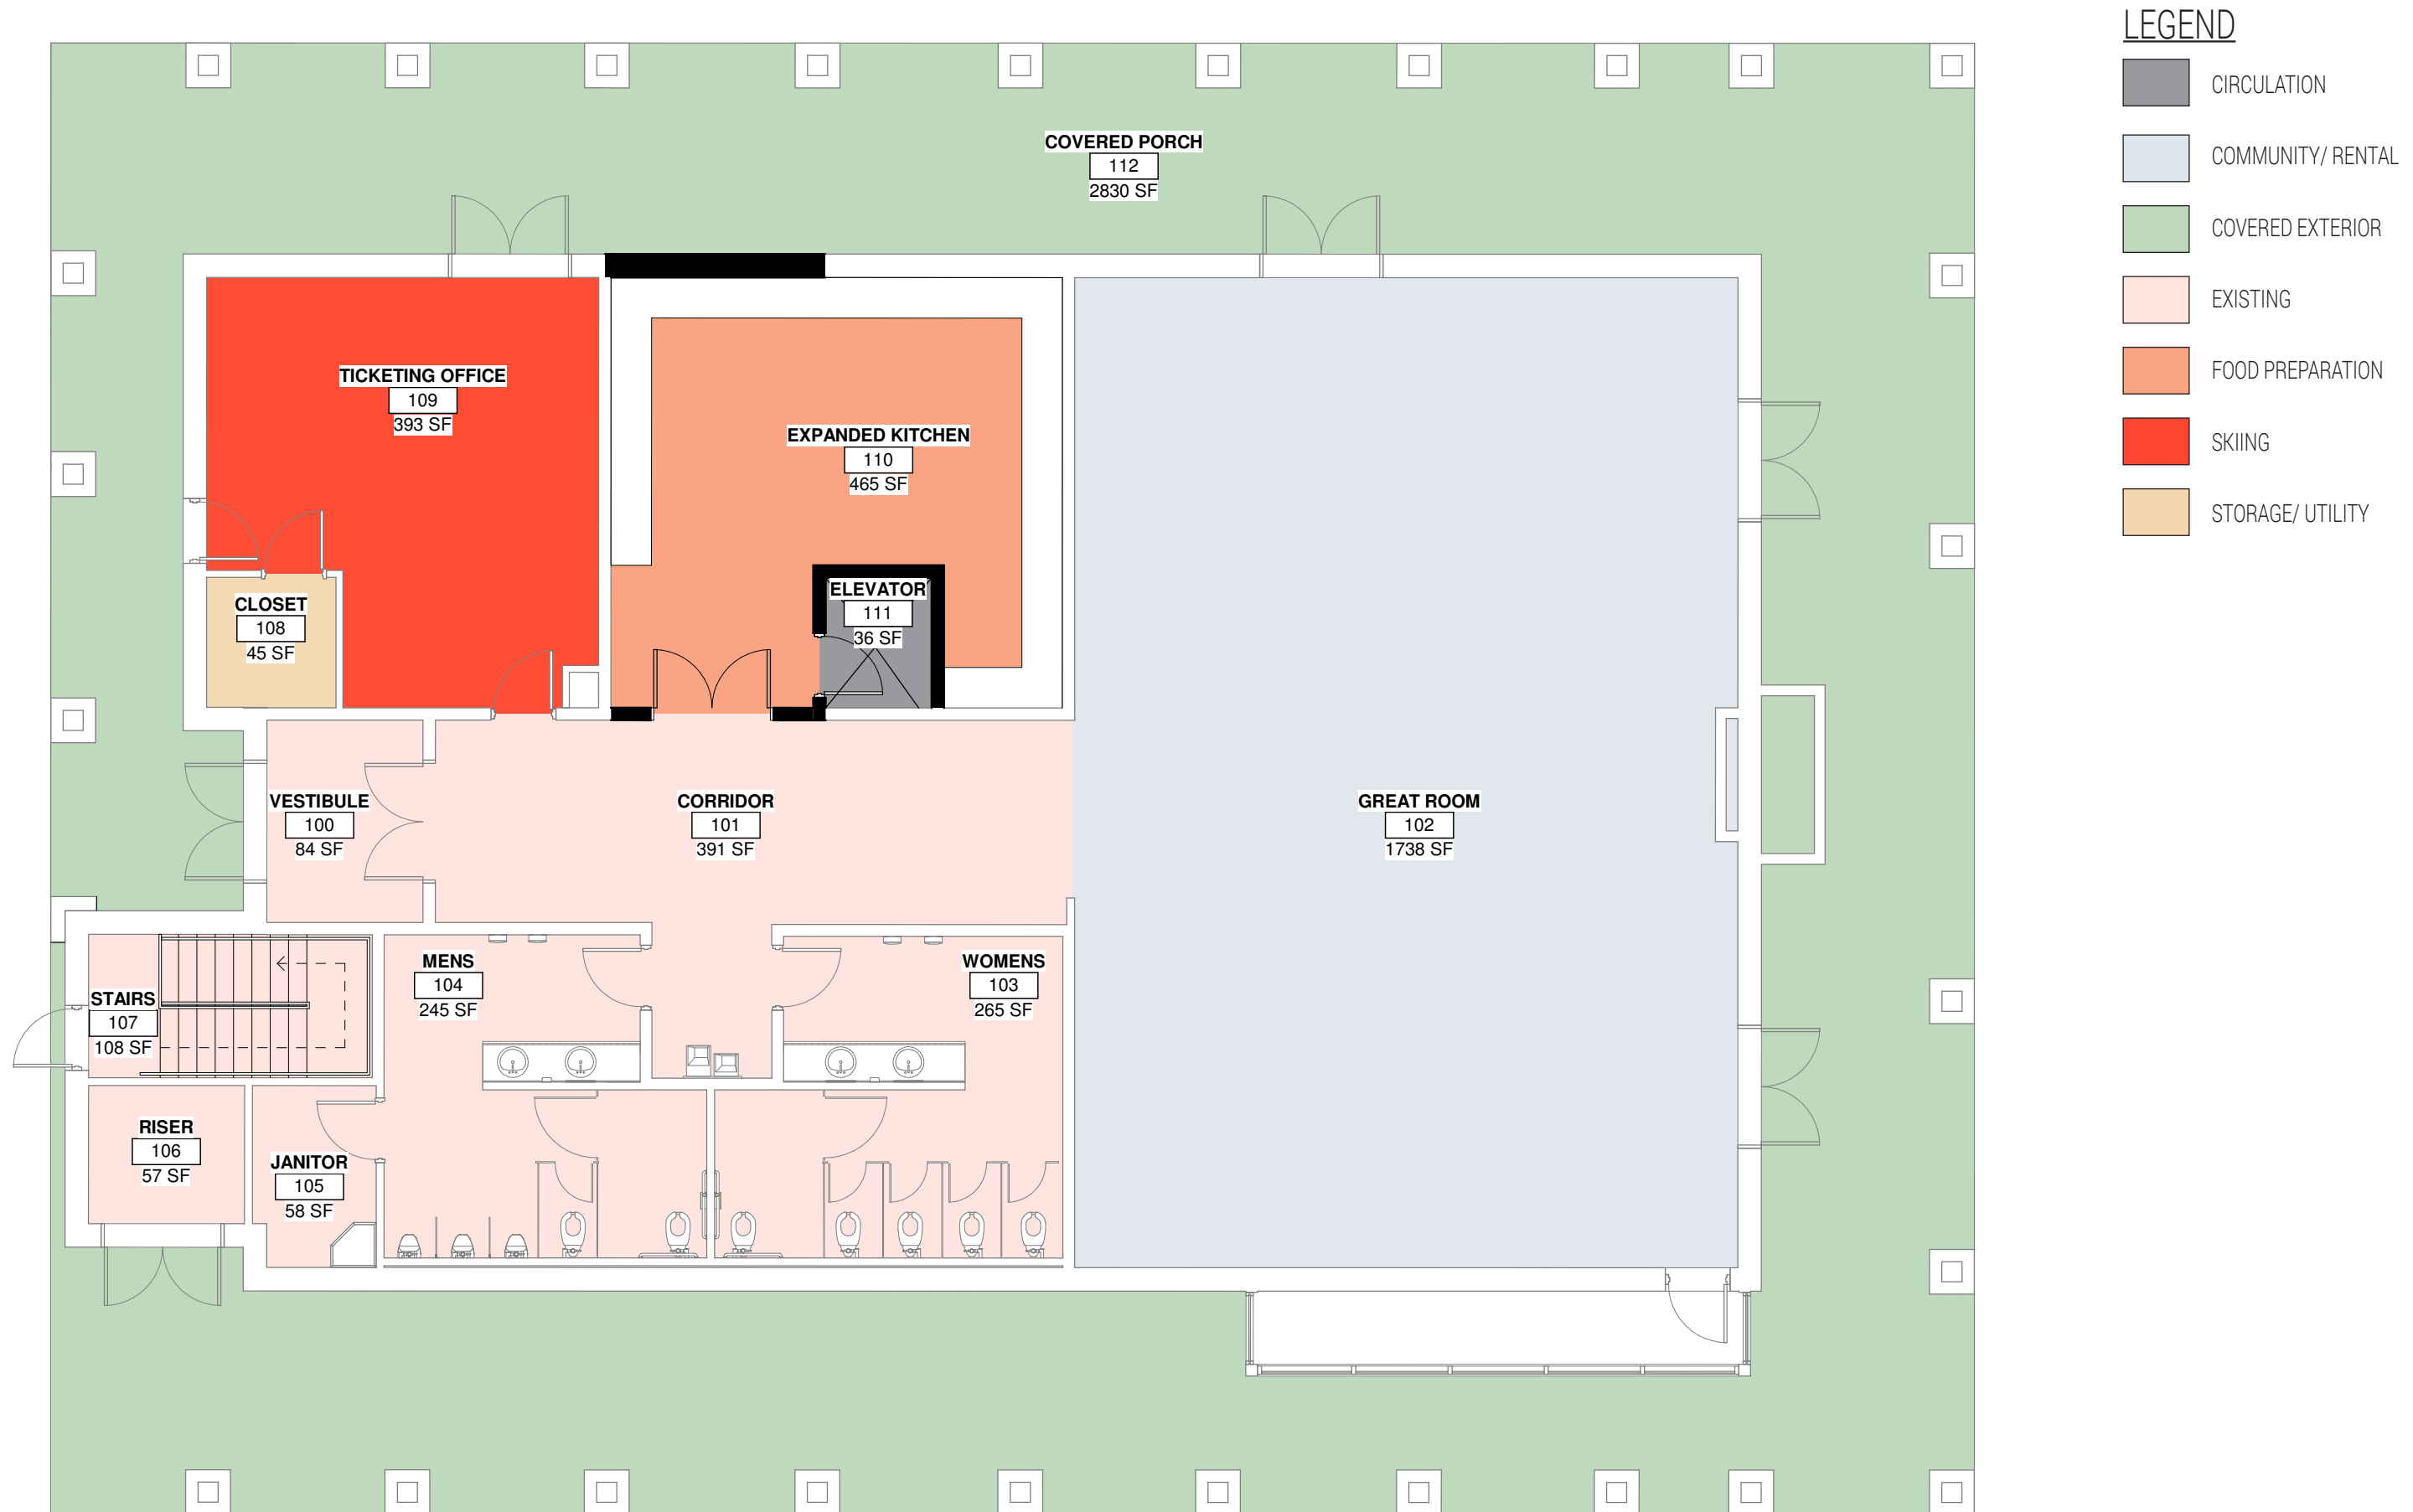 LEGEND
CIRCULATION
COMMUNITY/ RENTAL
COVERED EXTERIOR
EXISTING
FOOD PREPARATION
SKIING
STORAGE/ UTILITY
COVERED PORCH
112
2830 SF
TICKETING OFFICE
109
393 SF
EXPANDED KITCHEN
110
465 SF
ELEVATOR
111
36 SF
CLOSET
108
45 SF
VESTIBULE
100
84 SF
CORRIDOR
101
391 SF
GREAT ROOM
102
1738 SF
MENS
104
245 SF
WOMENS
103
265 SF
STAIRS
107
108 SF
RISER
106
57 SF
JANITOR
105
58 SF